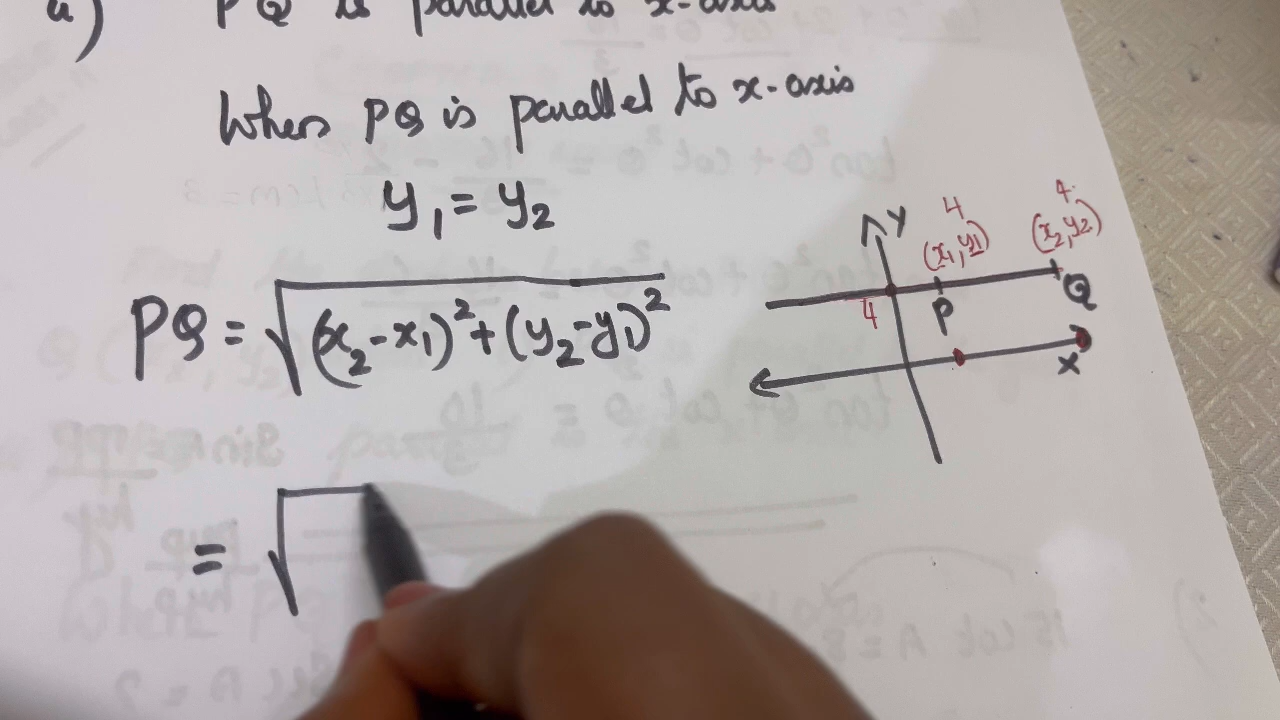 a) PQ is parallel to x-axis
When PQ is parallel to x-axis
y₁ = y₂
PQ = √(x₂-x₁)²+(y₂-y₁)²
= √
Y
4
4
(x₁,y₁)
(x₂,y₂)
4
P
Q
X